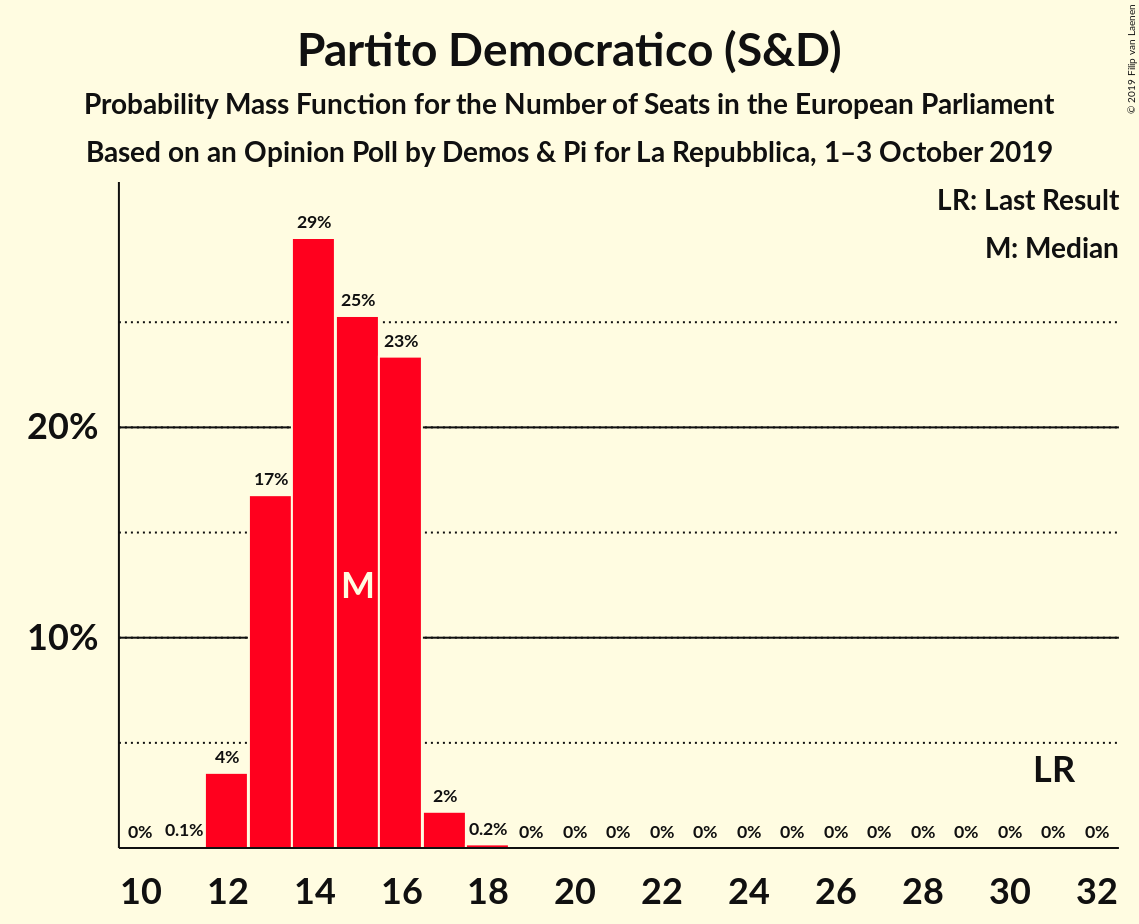 Partito Democratico (S&D)
Probability Mass Function for the Number of Seats in the European Parliament
Based on an Opinion Poll by Demos & Pi for La Repubblica, 1–3 October 2019
© 2019 Filip van Laenen
LR: Last Result
M: Median
20%
10%
0% 0.1% 4% 17% 29% 25% 23% 2% 0.2% 0% 0% 0% 0% 0% 0% 0% 0% 0% 0% 0% 0% 0% 0%
M
LR
10 12 14 16 18 20 22 24 26 28 30 32